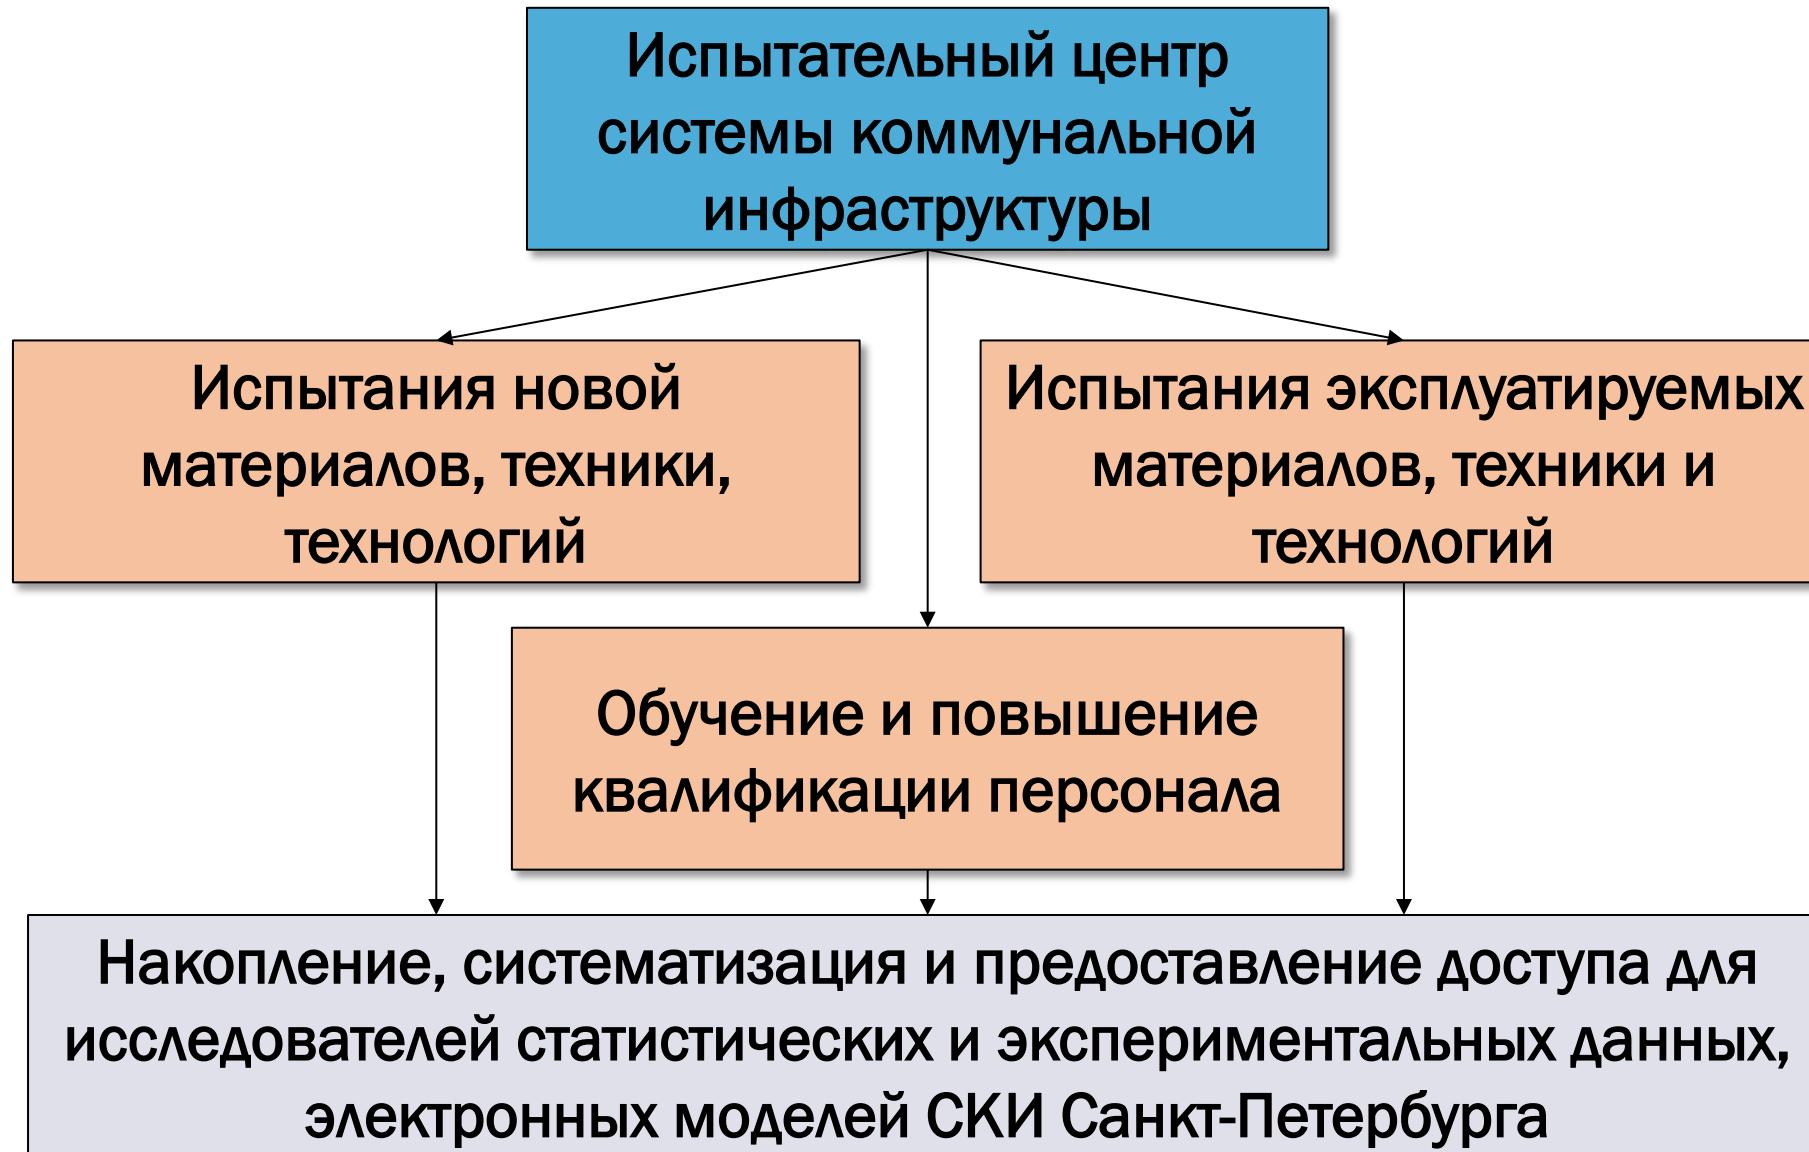 Испытательный центр
системы коммунальной
инфраструктуры
Испытания новой
материалов, техники,
технологий
Испытания эксплуатируемых
материалов, техники и
технологий
Обучение и повышение
квалификации персонала
Накопление, систематизация и предоставление доступа для
исследователей статистических и экспериментальных данных,
электронных моделей СКИ Санкт-Петербурга